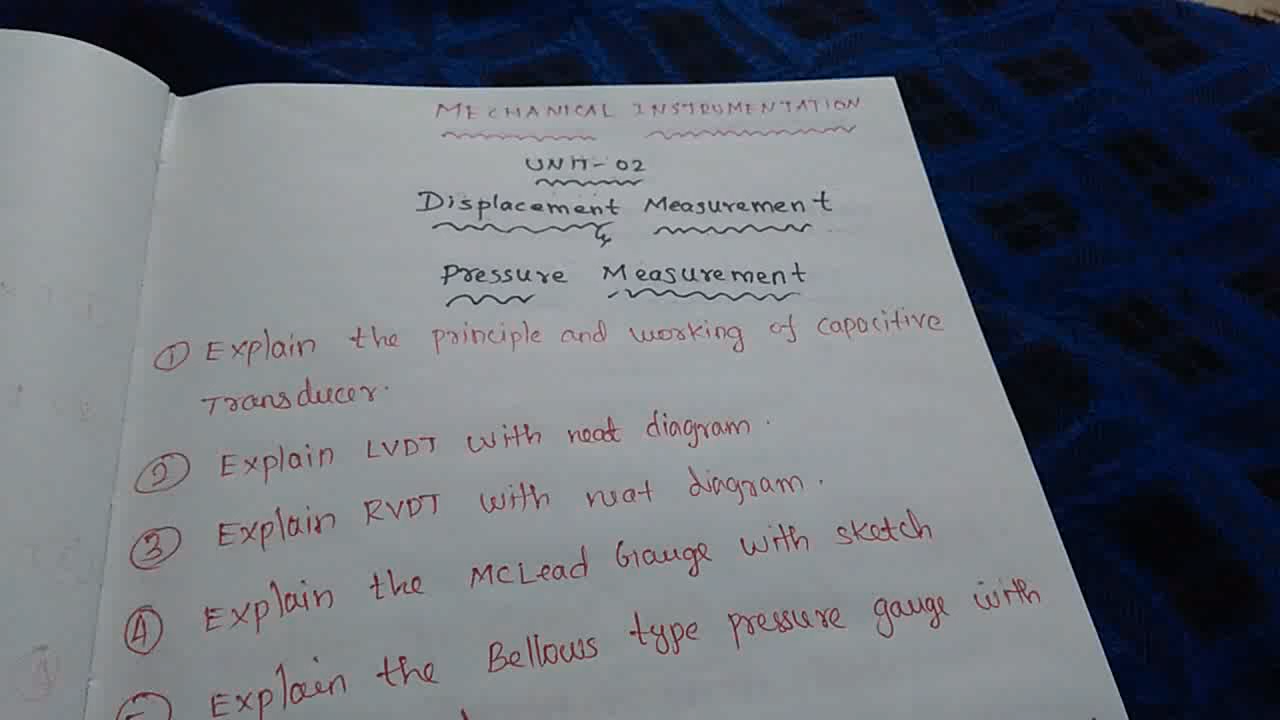 MECHANICAL INSTRUMENTATION
UNIT-02
Displacement Measurement
&
Pressure Measurement
① Explain the principle and working of capacitive
Transducer.
② Explain LVDT with neat diagram.
③ Explain RVDT with neat diagram.
④ Explain the McLead Gauge with sketch
⑤ Explain the Bellows type pressure gauge with